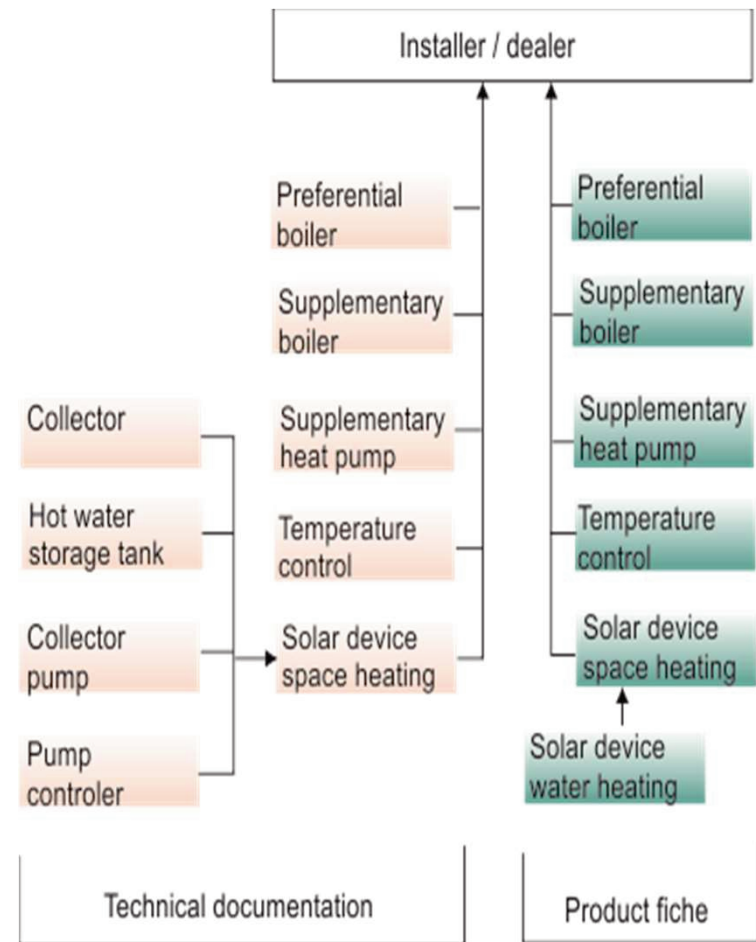 Installer / dealer
Preferential
boiler
Supplementary
boiler
Supplementary
heat pump
Temperature
control
Solar device
space heating
Collector
Hot water
storage tank
Collector
pump
Pump
controler
Preferential
boiler
Supplementary
boiler
Supplementary
heat pump
Temperature
control
Solar device
space heating
Solar device
water heating
Technical documentation
Product fiche